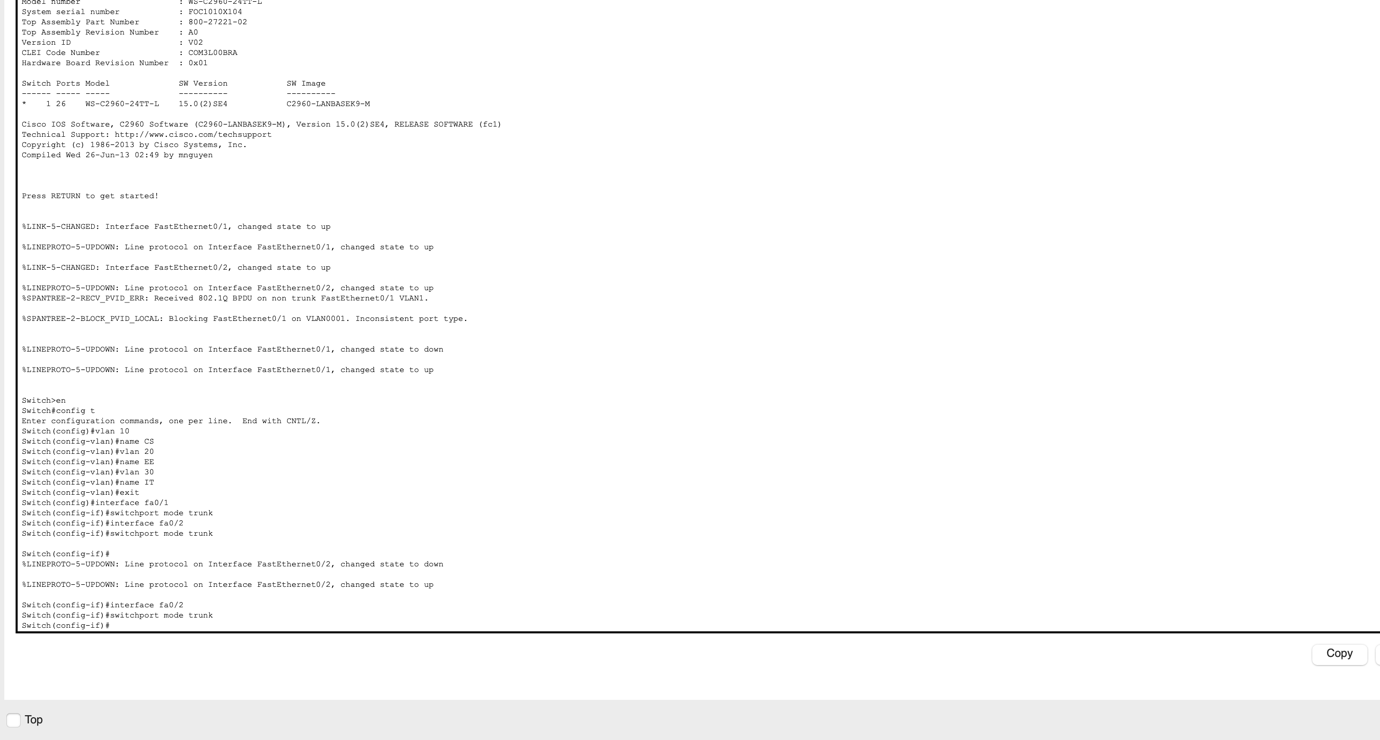 Model number : WS-C2960-24TT-L
System serial number : FOC1010X104
Top Assembly Part Number : 800-27221-02
Top Assembly Revision Number : A0
Version ID : V02
CLEI Code Number : COM3L00BRA
Hardware Board Revision Number : 0x01
Switch Ports Model SW Version SW Image
------ ----- ----- ---------- ----------
* 1 26 WS-C2960-24TT-L 15.0(2)SE4 C2960-LANBASEK9-M
Cisco IOS Software, C2960 Software (C2960-LANBASEK9-M), Version 15.0(2)SE4, RELEASE SOFTWARE (fc1)
Technical Support: http://www.cisco.com/techsupport
Copyright (c) 1986-2013 by Cisco Systems, Inc.
Compiled Wed 26-Jun-13 02:49 by mnguyen
Press RETURN to get started!
%LINK-5-CHANGED: Interface FastEthernet0/1, changed state to up
%LINEPROTO-5-UPDOWN: Line protocol on Interface FastEthernet0/1, changed state to up
%LINK-5-CHANGED: Interface FastEthernet0/2, changed state to up
%LINEPROTO-5-UPDOWN: Line protocol on Interface FastEthernet0/2, changed state to up
%SPANTREE-2-RECV_PVID_ERR: Received 802.1Q BPDU on non trunk FastEthernet0/1 VLAN1.
%SPANTREE-2-BLOCK_PVID_LOCAL: Blocking FastEthernet0/1 on VLAN0001. Inconsistent port type.
%LINEPROTO-5-UPDOWN: Line protocol on Interface FastEthernet0/1, changed state to down
%LINEPROTO-5-UPDOWN: Line protocol on Interface FastEthernet0/1, changed state to up
Switch>en
Switch#config t
Enter configuration commands, one per line. End with CNTL/Z.
Switch(config)#vlan 10
Switch(config-vlan)#name CS
Switch(config-vlan)#vlan 20
Switch(config-vlan)#name EE
Switch(config-vlan)#vlan 30
Switch(config-vlan)#name IT
Switch(config-vlan)#exit
Switch(config)#interface fa0/1
Switch(config-if)#switchport mode trunk
Switch(config-if)#interface fa0/2
Switch(config-if)#switchport mode trunk
Switch(config-if)#
%LINEPROTO-5-UPDOWN: Line protocol on Interface FastEthernet0/2, changed state to down
%LINEPROTO-5-UPDOWN: Line protocol on Interface FastEthernet0/2, changed state to up
Switch(config-if)#interface fa0/2
Switch(config-if)#switchport mode trunk
Switch(config-if)#
Copy
Top